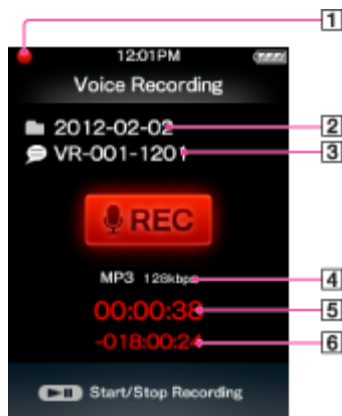 1
12:01PM
Voice Recording
2012-02-02 2
VR-001-1201 3
REC
MP3 128kbps 4
00:00:38 5
-018:00:24 6
Start/Stop Recording